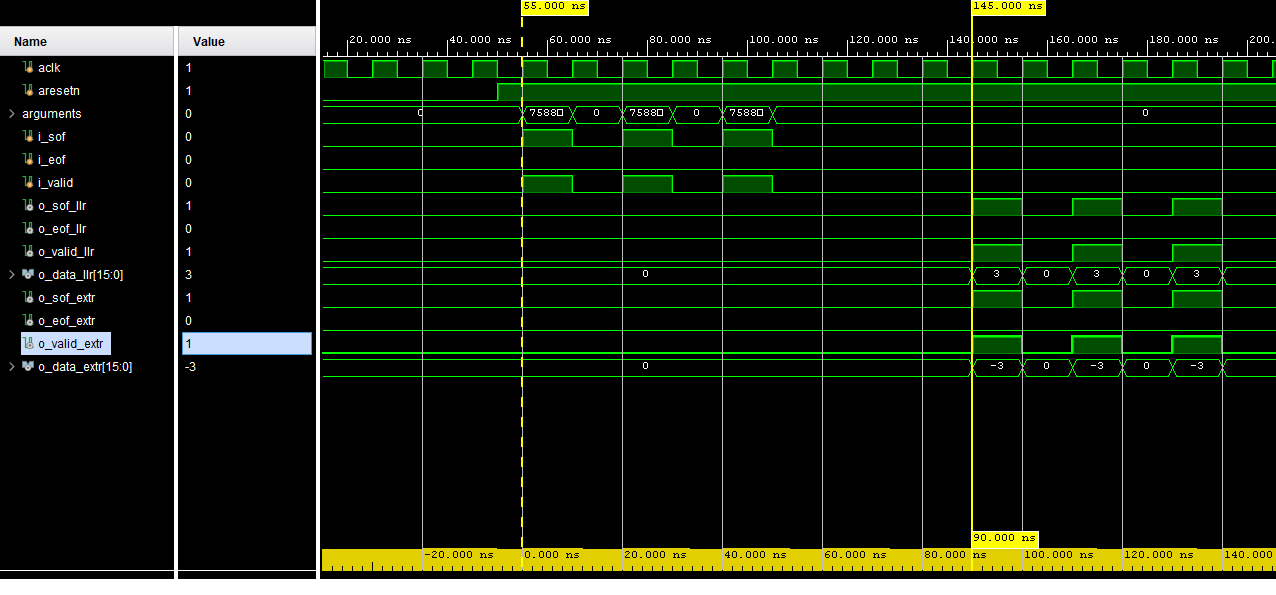 55.000 ns 145.000 ns
Name Value
20.000 ns 40.000 ns 60.000 ns 80.000 ns 100.000 ns 120.000 ns 140.000 ns 160.000 ns 180.000 ns 200.
aclk 1
aresetn 1
arguments 0 0 7588□ 0 7588□ 0 7588□ 0
i_sof 0
i_eof 0
i_valid 0
o_sof_llr 1
o_eof_llr 0
o_valid_llr 1
o_data_llr[15:0] 3 0 3 0 3 0 3
o_sof_extr 1
o_eof_extr 0
o_valid_extr 1
o_data_extr[15:0] -3 0 -3 0 -3 0 -3
90.000 ns
-20.000 ns 0.000 ns 20.000 ns 40.000 ns 60.000 ns 80.000 ns 100.000 ns 120.000 ns 140.000